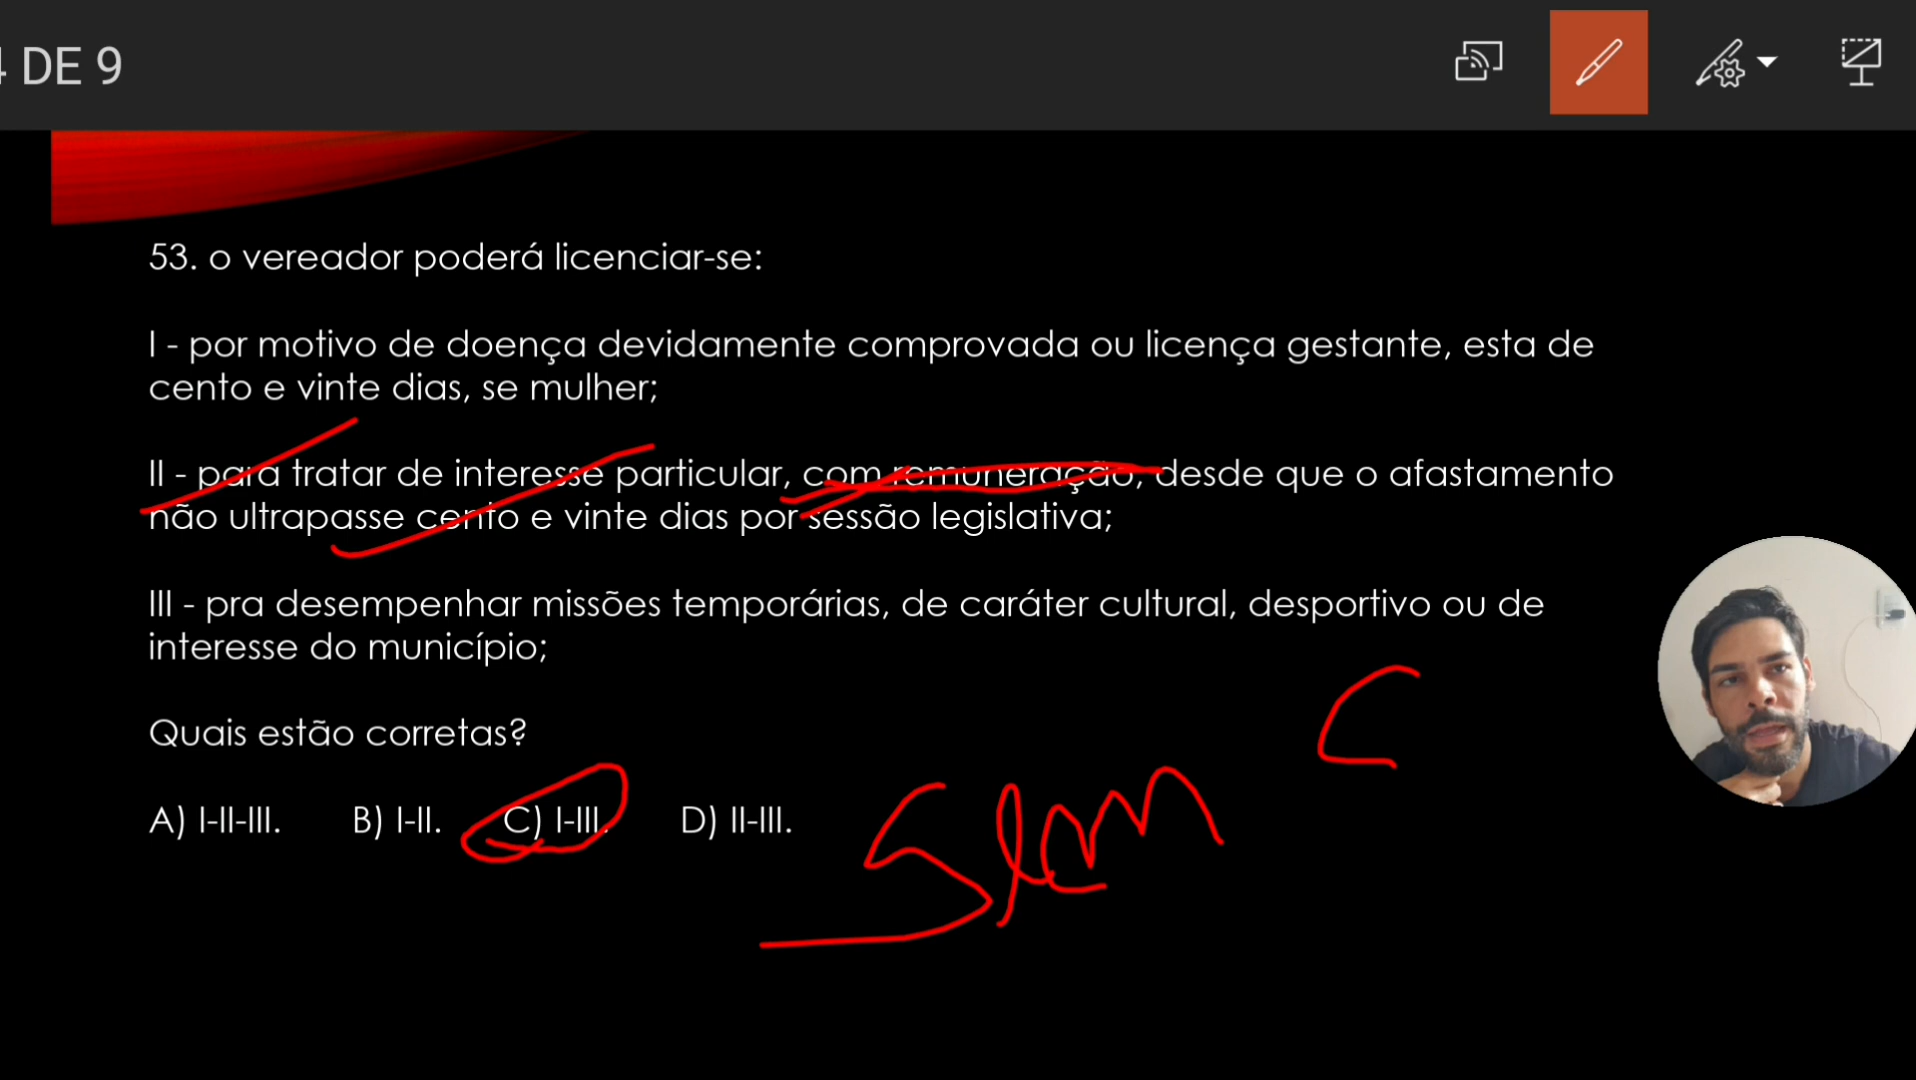 4 DE 9
53. o vereador poderá licenciar-se:
I - por motivo de doença devidamente comprovada ou licença gestante, esta de
cento e vinte dias, se mulher;
II - para tratar de interesse particular, com remuneração, desde que o afastamento
não ultrapasse cento e vinte dias por sessão legislativa;
III - pra desempenhar missões temporárias, de caráter cultural, desportivo ou de
interesse do município;
Quais estão corretas?
A) I-II-III. B) I-II. C) I-III. D) II-III.
Sem
C